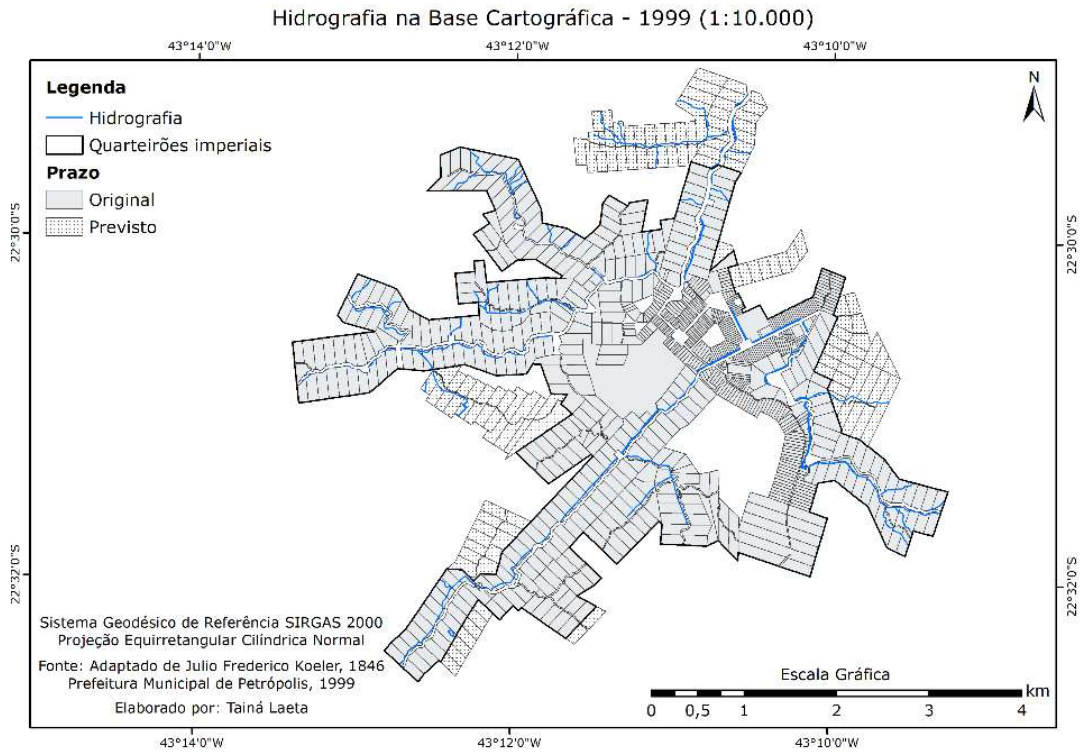 Hidrografia na Base Cartográfica - 1999 (1:10.000)
43°14'0"W
43°12'0"W
43°10'0"W
Legenda
Hidrografia
Quarteirões imperiais
Prazo
Original
Previsto
N
22°30'0"S
22°30'0"S
22°32'0"S
22°32'0"S
Sistema Geodésico de Referência SIRGAS 2000
Projeção Equirretangular Cilíndrica Normal
Fonte: Adaptado de Julio Frederico Koeler, 1846
Prefeitura Municipal de Petrópolis, 1999
Elaborado por: Tainá Laeta
Escala Gráfica
km
0 0,5 1 2 3 4
43°14'0"W
43°12'0"W
43°10'0"W